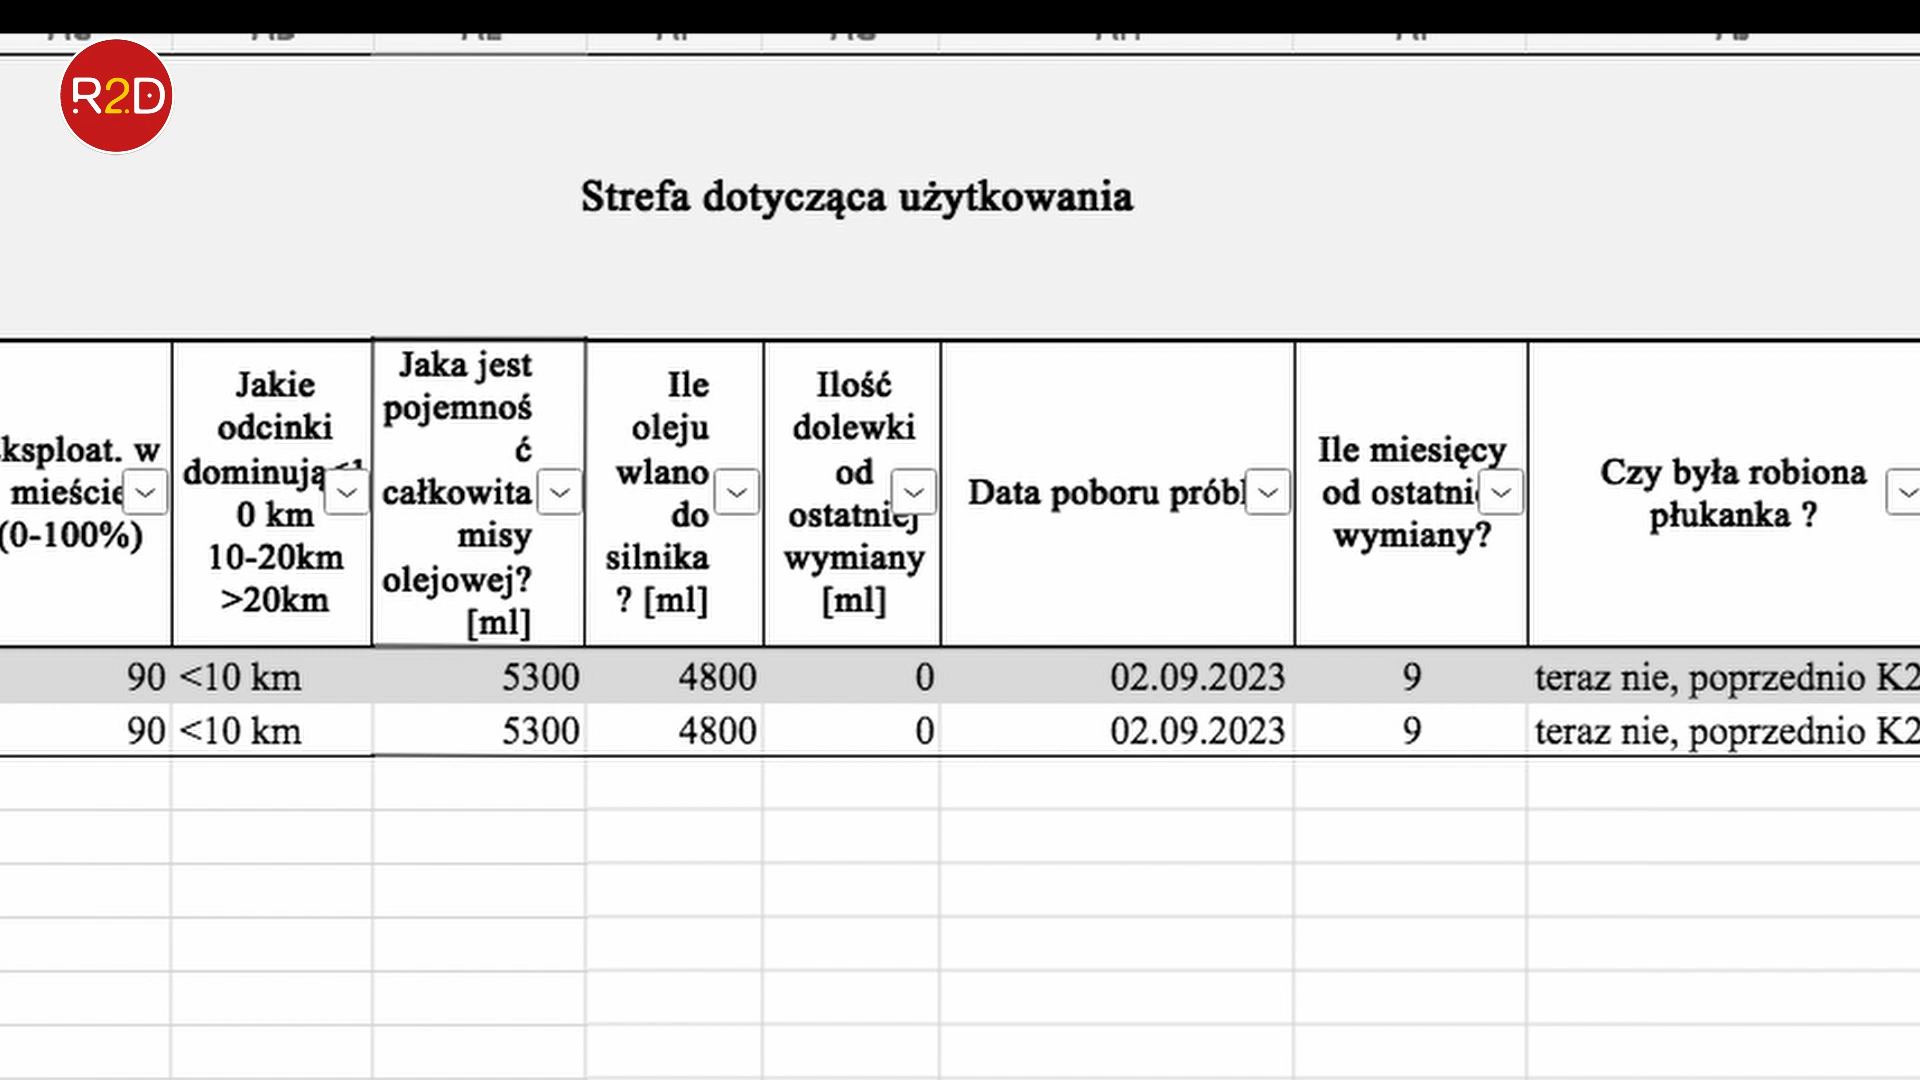 R2D
Strefa dotycząca użytkowania
ksploat. w
mieście
(0-100%)
Jakie
odcinki
dominują <1
0 km
10-20km
>20km
Jaka jest
pojemnoś
ć
całkowita
misy
olejowej?
[ml]
Ile
oleju
wlano
do
silnika
? [ml]
Ilość
dolewki
od
ostatniej
wymiany
[ml]
Data poboru prób
Ile miesięcy
od ostatni
wymiany?
Czy była robiona
płukanka ?
90 <10 km 5300 4800 0 02.09.2023 9 teraz nie, poprzednio K2
90 <10 km 5300 4800 0 02.09.2023 9 teraz nie, poprzednio K2